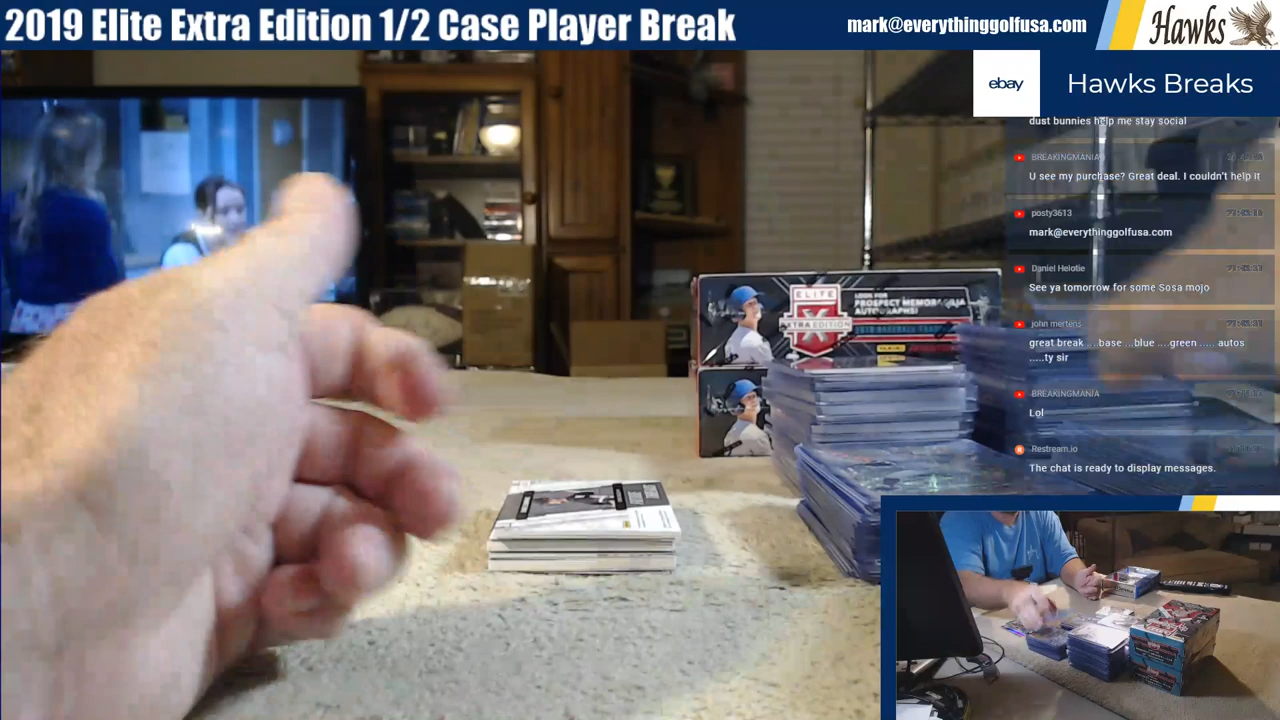 2019 Elite Extra Edition 1/2 Case Player Break
mark@everythinggolfusa.com
Hawks
ebay
Hawks Breaks
dust bunnies help me stay social
BREAKINGMANIA
U see my purchase? Great deal. I couldn't help it
posty3613
mark@everythinggolfusa.com
Daniel Helotie
See ya tomorrow for some Sosa mojo
john mertens
great break ....base ...blue ....green ..... autos
.....ty sir
BREAKINGMANIA
Lol
Restream.io
The chat is ready to display messages.
ELITE
EXTRA EDITION
LOOK FOR
PROSPECT MEMORABILIA
AUTOGRAPHS!